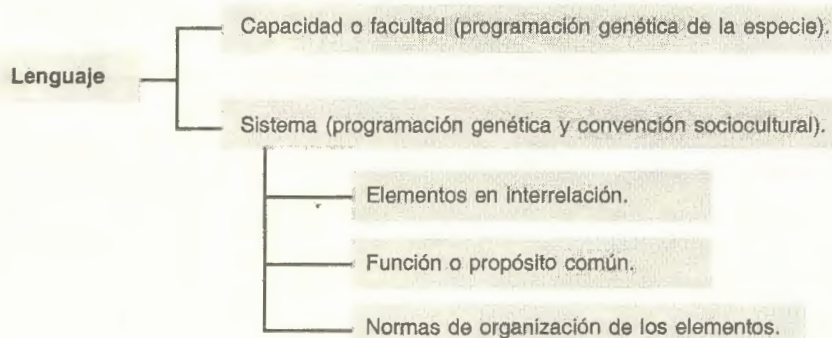 Capacidad o facultad (programación genética de la especie).
Lenguaje
Sistema (programación genética y convención sociocultural).
Elementos en interrelación.
Función o propósito común.
Normas de organización de los elementos.